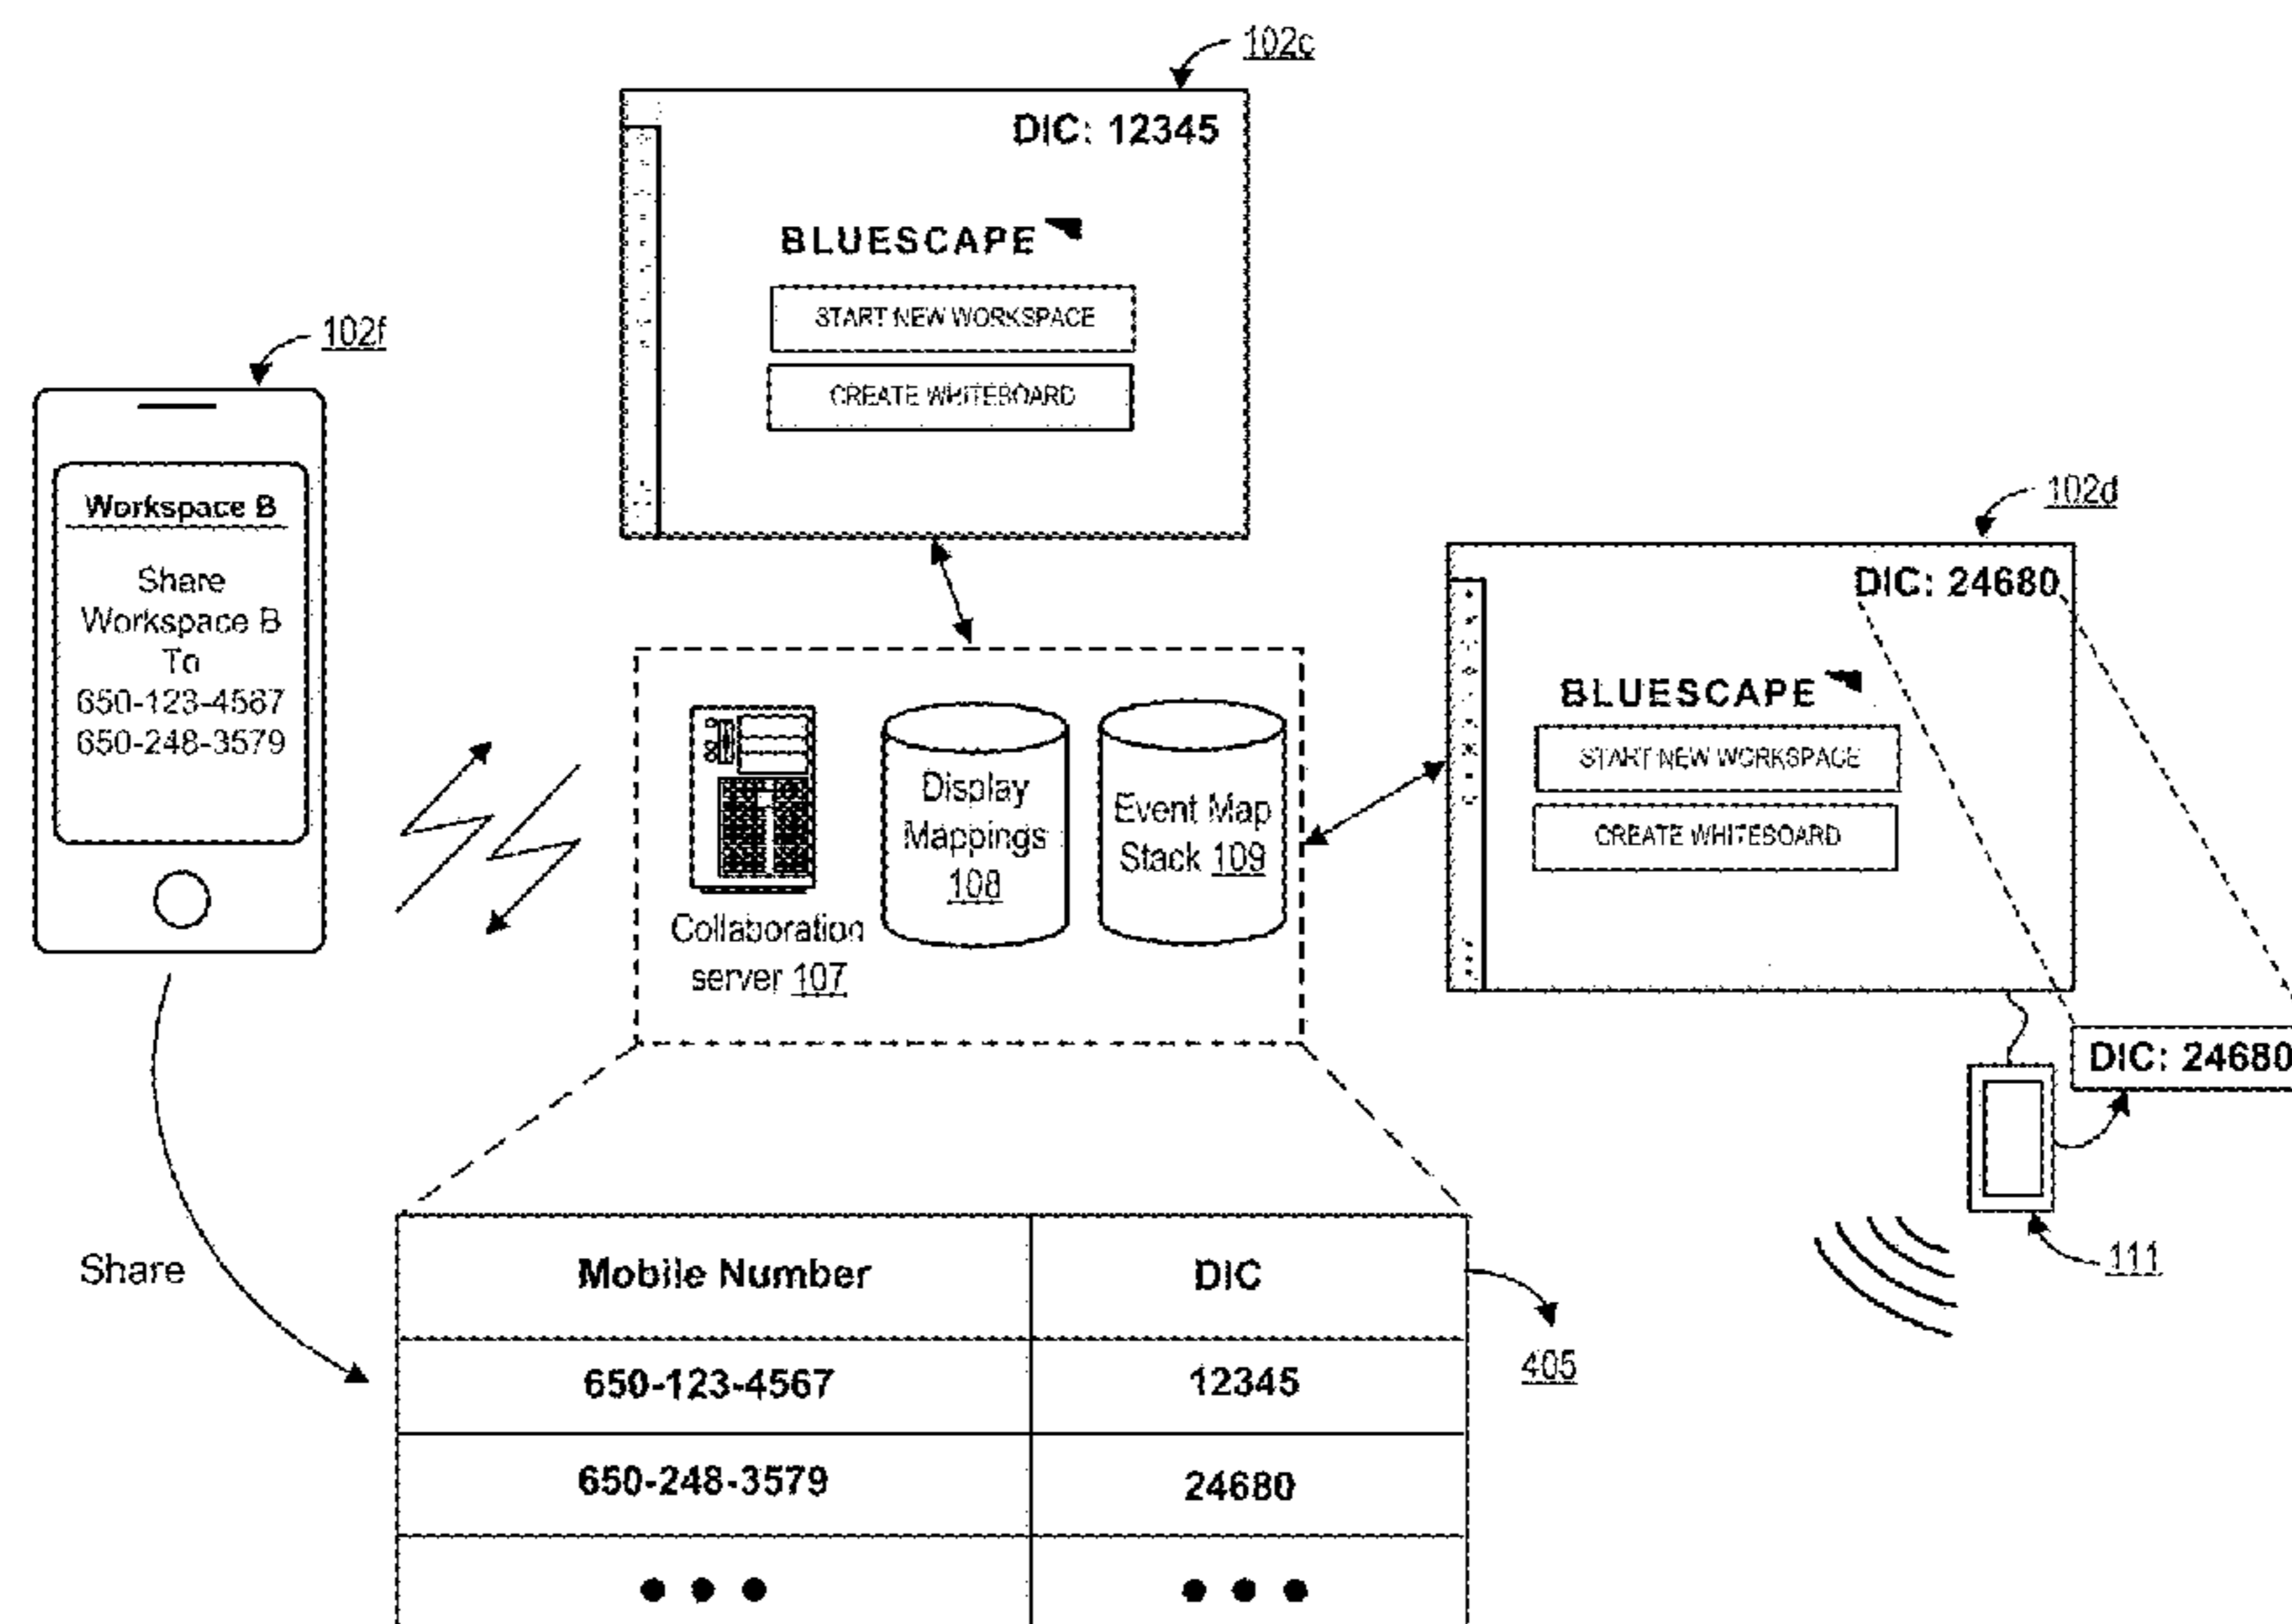 102c
DIC: 12345
BLUESCAPE
START NEW WORKSPACE
CREATE WHITEBOARD
102f
Workspace B
Share
Workspace B
To
650-123-4567
650-248-3579
102d
DIC: 24680
BLUESCAPE
START NEW WORKSPACE
CREATE WHITEBOARD
Display
Mappings
108
Event Map
Stack 109
Collaboration
server 107
DIC: 24680
111
Share
Mobile Number DIC
650-123-4567 12345
650-248-3579 24680
405